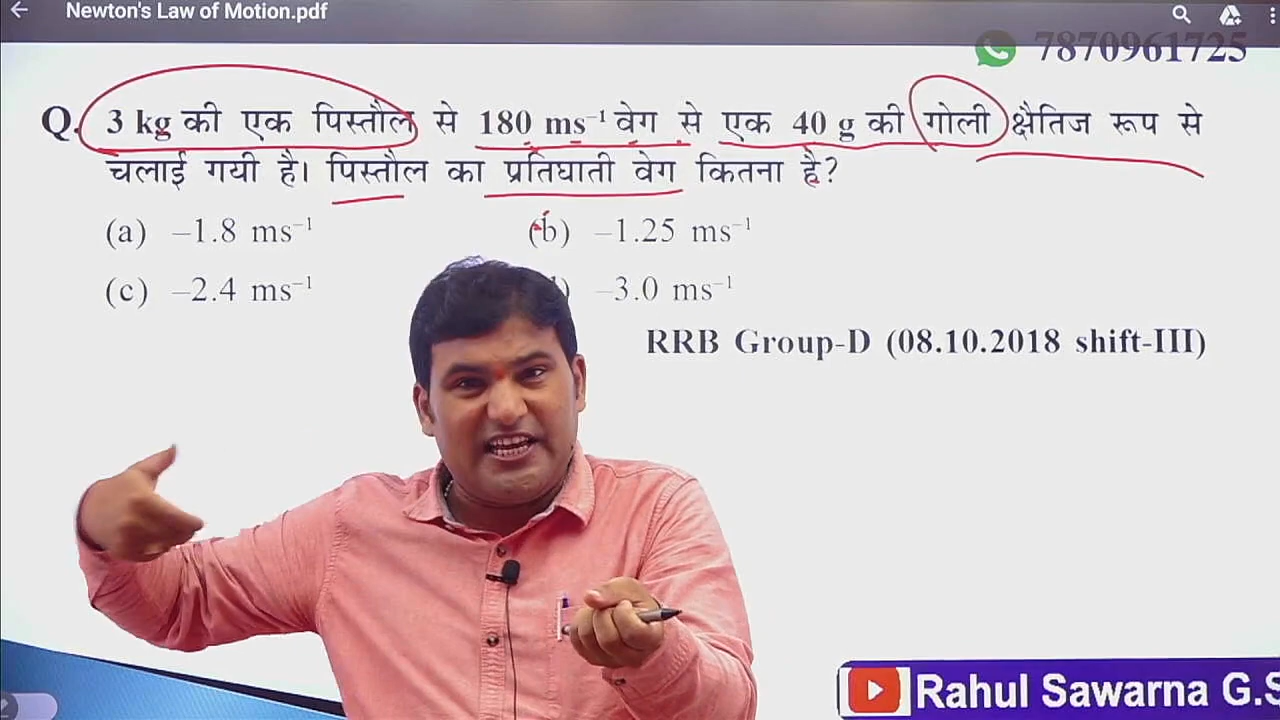 Newton's Law of Motion.pdf
7870961725
Q. 3 kg की एक पिस्तौल से 180 ms⁻¹ वेग से एक 40 g की गोली क्षैतिज रूप से
चलाई गयी है। पिस्तौल का प्रतिघाती वेग कितना है?
(a) –1.8 ms⁻¹ (b) –1.25 ms⁻¹
(c) –2.4 ms⁻¹ –3.0 ms⁻¹
RRB Group-D (08.10.2018 shift-III)
Rahul Sawarna G.S